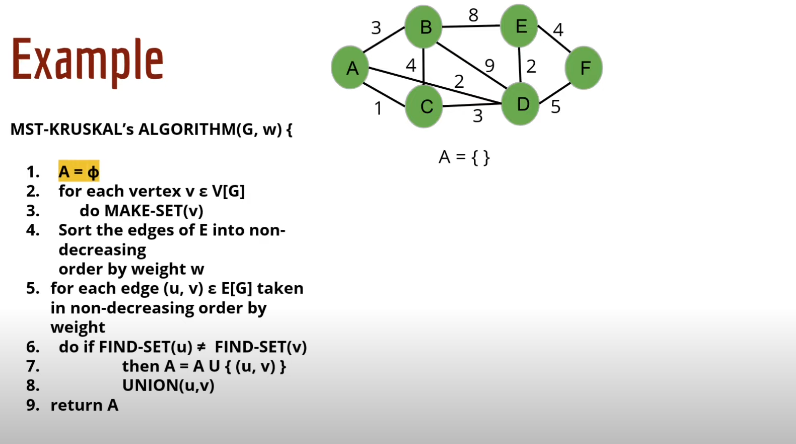 Example
MST-KRUSKAL's ALGORITHM(G, w) {
1. A = ϕ
2. for each vertex v ε V[G]
3. do MAKE-SET(v)
4. Sort the edges of E into non-
decreasing
order by weight w
5. for each edge (u, v) ε E[G] taken
in non-decreasing order by
weight
6. do if FIND-SET(u) ≠ FIND-SET(v)
7. then A = A U { (u, v) }
8. UNION(u,v)
9. return A
8
3 B E 4
A 4 9 2 F
2
1 C D 5
3
A = { }